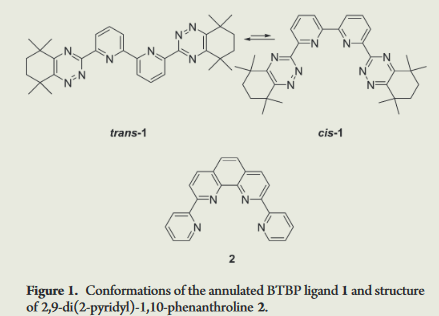 trans-1
cis-1
2
Figure 1. Conformations of the annulated BTBP ligand 1 and structure
of 2,9-di(2-pyridyl)-1,10-phenanthroline 2.